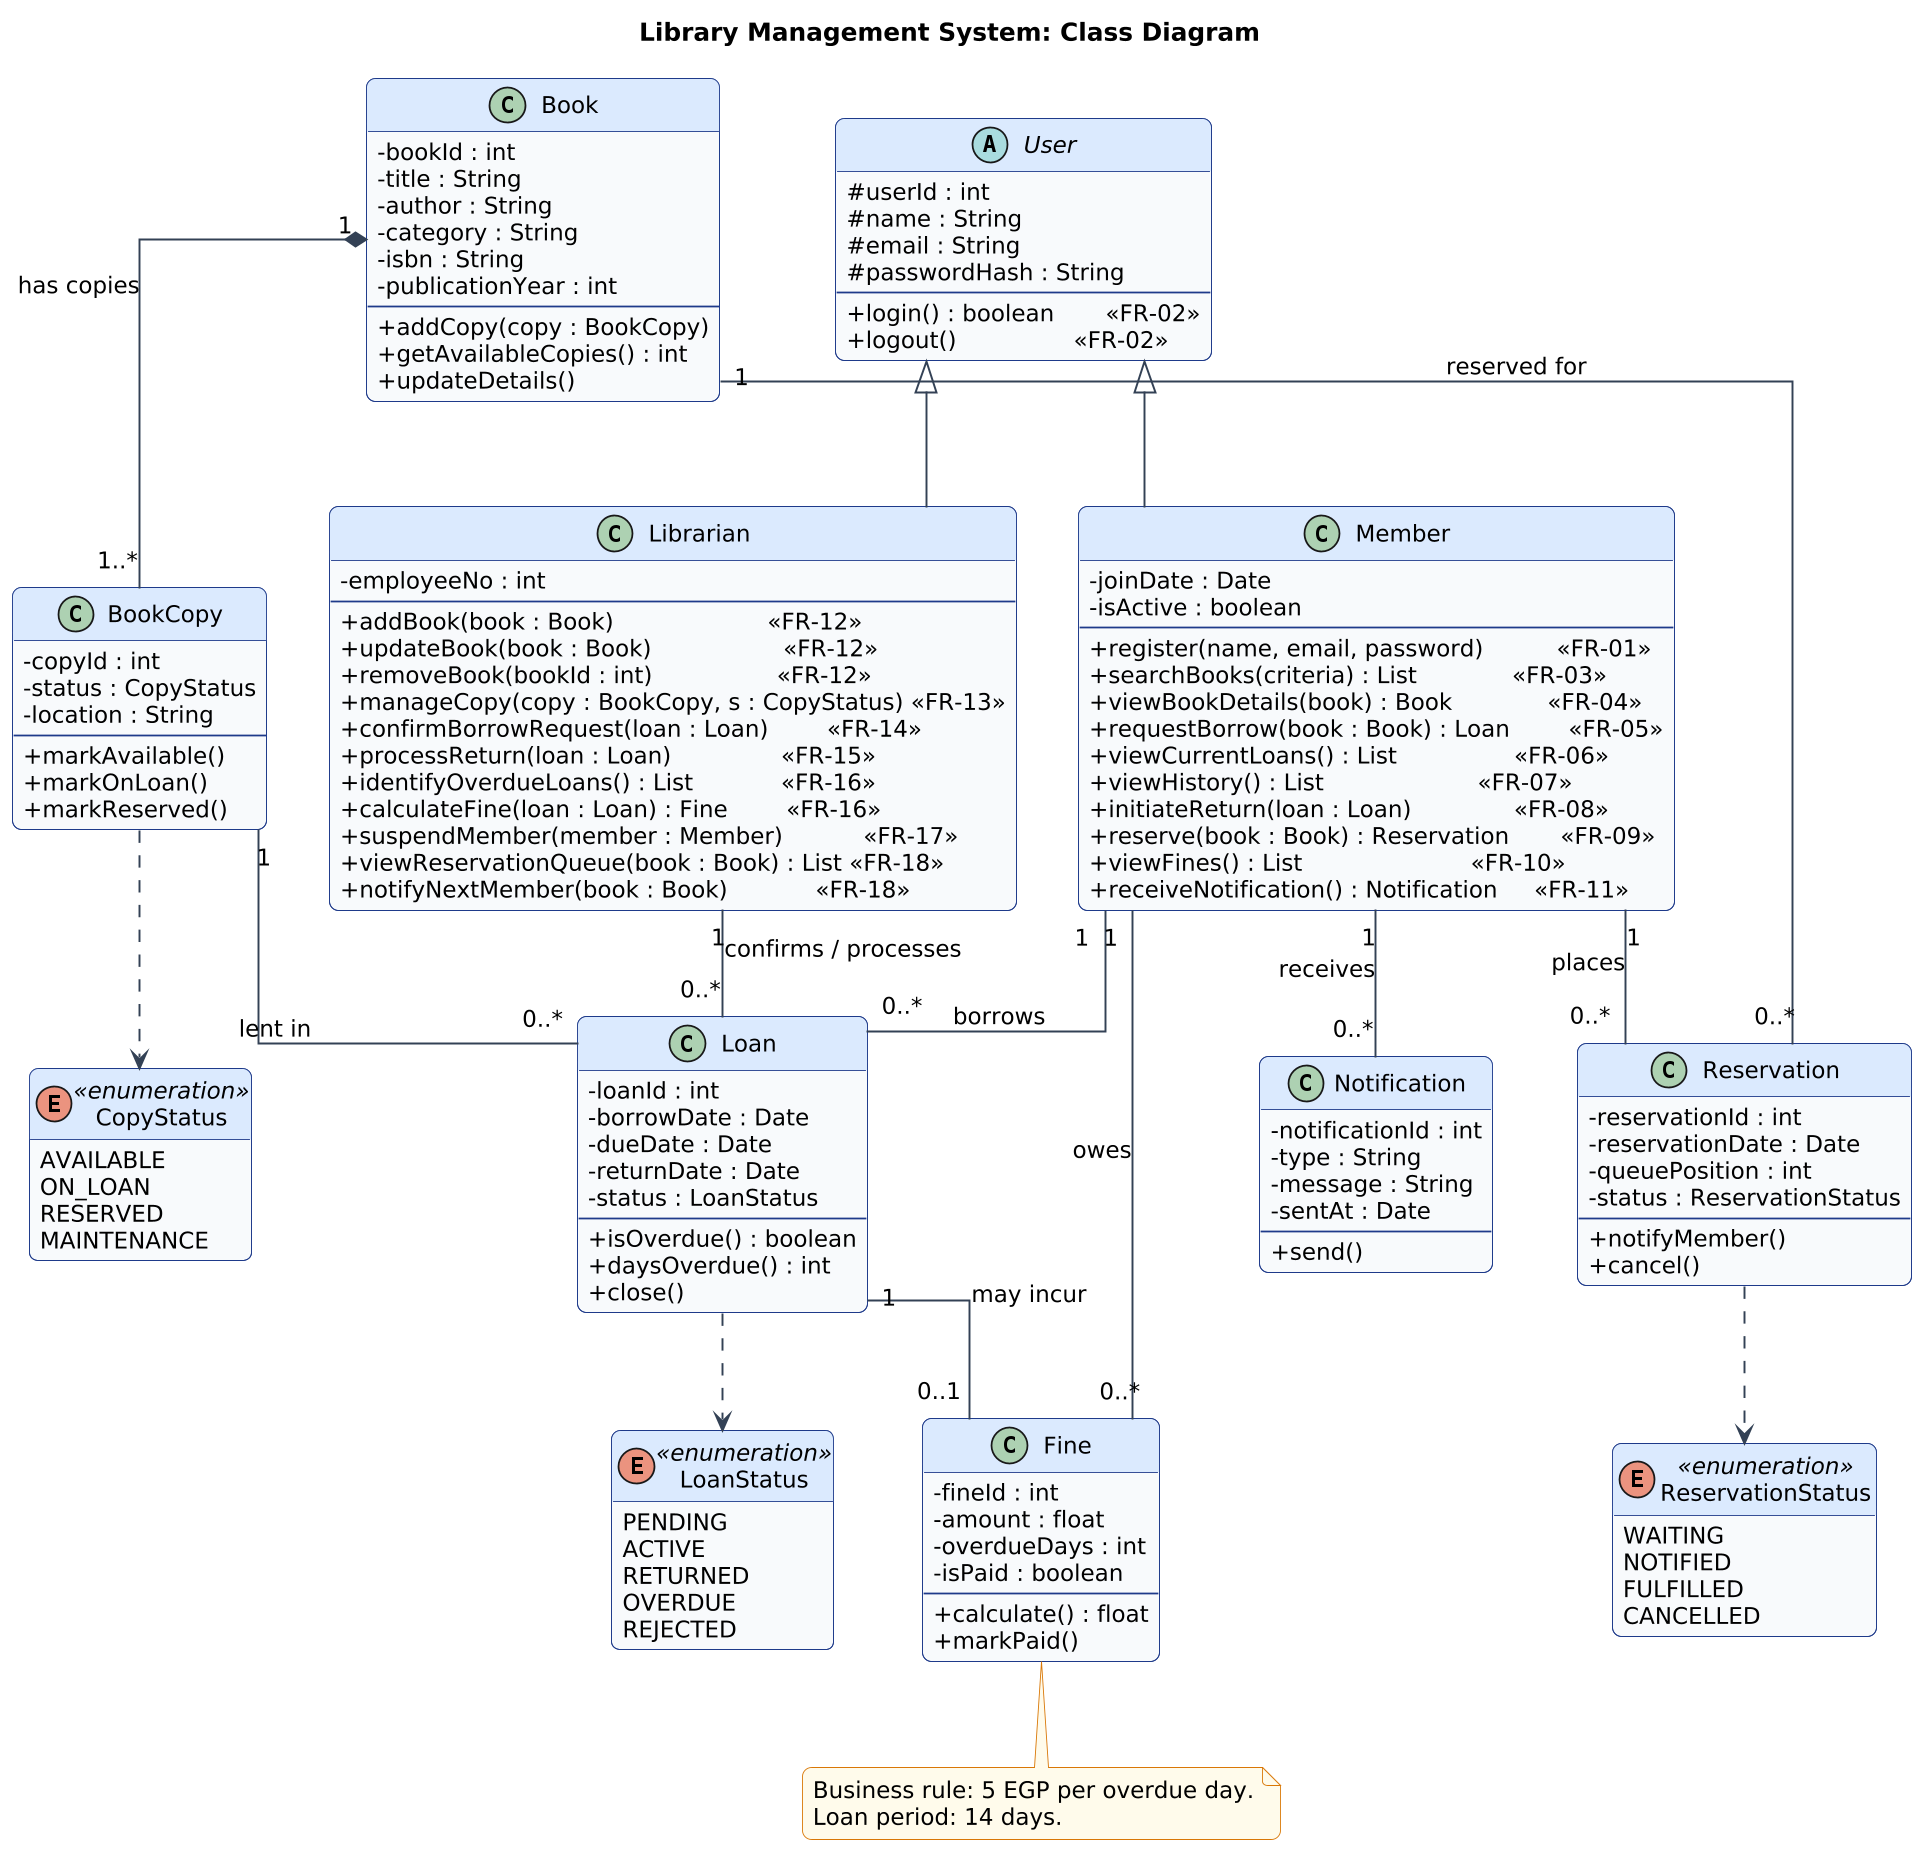 Library Management System: Class Diagram
C Book
-bookId : int
-title : String
-author : String
-category : String
-isbn : String
-publicationYear : int
+addCopy(copy : BookCopy)
+getAvailableCopies() : int
+updateDetails()
A User
#userId : int
#name : String
#email : String
#passwordHash : String
+login() : boolean «FR-02»
+logout() «FR-02»
1
has copies
1..*
1
reserved for
0..*
C BookCopy
-copyId : int
-status : CopyStatus
-location : String
+markAvailable()
+markOnLoan()
+markReserved()
C Librarian
-employeeNo : int
+addBook(book : Book) «FR-12»
+updateBook(book : Book) «FR-12»
+removeBook(bookId : int) «FR-12»
+manageCopy(copy : BookCopy, s : CopyStatus) «FR-13»
+confirmBorrowRequest(loan : Loan) «FR-14»
+processReturn(loan : Loan) «FR-15»
+identifyOverdueLoans() : List «FR-16»
+calculateFine(loan : Loan) : Fine «FR-16»
+suspendMember(member : Member) «FR-17»
+viewReservationQueue(book : Book) : List «FR-18»
+notifyNextMember(book : Book) «FR-18»
C Member
-joinDate : Date
-isActive : boolean
+register(name, email, password) «FR-01»
+searchBooks(criteria) : List «FR-03»
+viewBookDetails(book) : Book «FR-04»
+requestBorrow(book : Book) : Loan «FR-05»
+viewCurrentLoans() : List «FR-06»
+viewHistory() : List «FR-07»
+initiateReturn(loan : Loan) «FR-08»
+reserve(book : Book) : Reservation «FR-09»
+viewFines() : List «FR-10»
+receiveNotification() : Notification «FR-11»
1
lent in
0..*
1
confirms / processes
0..*
1
borrows
0..*
1
owes
0..*
1
receives
0..*
1
places
0..*
E «enumeration»
CopyStatus
AVAILABLE
ON_LOAN
RESERVED
MAINTENANCE
C Loan
-loanId : int
-borrowDate : Date
-dueDate : Date
-returnDate : Date
-status : LoanStatus
+isOverdue() : boolean
+daysOverdue() : int
+close()
C Notification
-notificationId : int
-type : String
-message : String
-sentAt : Date
+send()
C Reservation
-reservationId : int
-reservationDate : Date
-queuePosition : int
-status : ReservationStatus
+notifyMember()
+cancel()
1
may incur
0..1
E «enumeration»
LoanStatus
PENDING
ACTIVE
RETURNED
OVERDUE
REJECTED
C Fine
-fineId : int
-amount : float
-overdueDays : int
-isPaid : boolean
+calculate() : float
+markPaid()
E «enumeration»
ReservationStatus
WAITING
NOTIFIED
FULFILLED
CANCELLED
Business rule: 5 EGP per overdue day.
Loan period: 14 days.